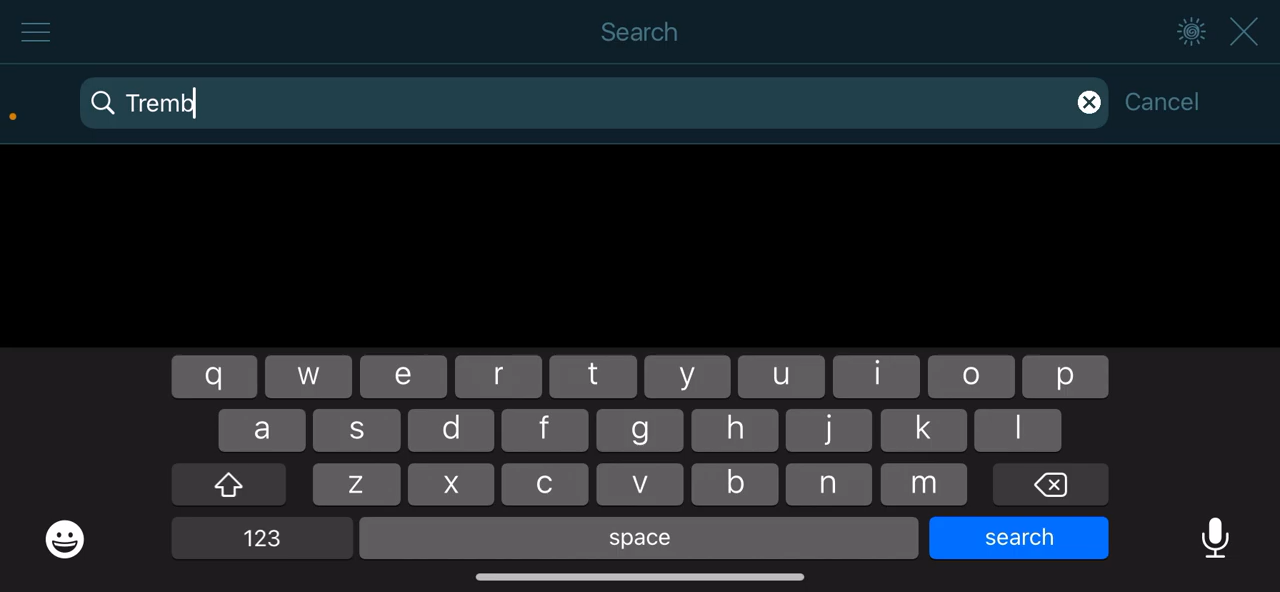 Search
Tremb
Cancel
q w e r t y u i o p
a s d f g h j k l
z x c v b n m
123 space search